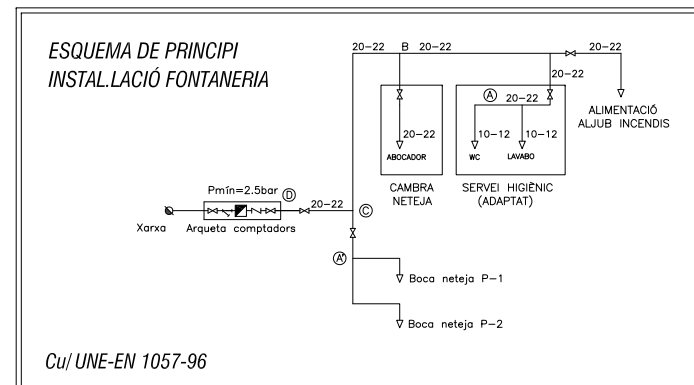 ESQUEMA DE PRINCIPI
INSTAL.LACIÓ FONTANERIA
20-22 B 20-22 20-22
20-22
A 20-22
20-22 10-12 10-12
ABOCADOR WC LAVABO
ALIMENTACIÓ
ALJUB INCENDIS
CAMBRA
NETEJA
SERVEI HIGIÈNIC
(ADAPTAT)
Pmín=2.5bar D 20-22 C
Xarxa Arqueta comptadors
A'
Boca neteja P-1
Boca neteja P-2
Cu/ UNE-EN 1057-96